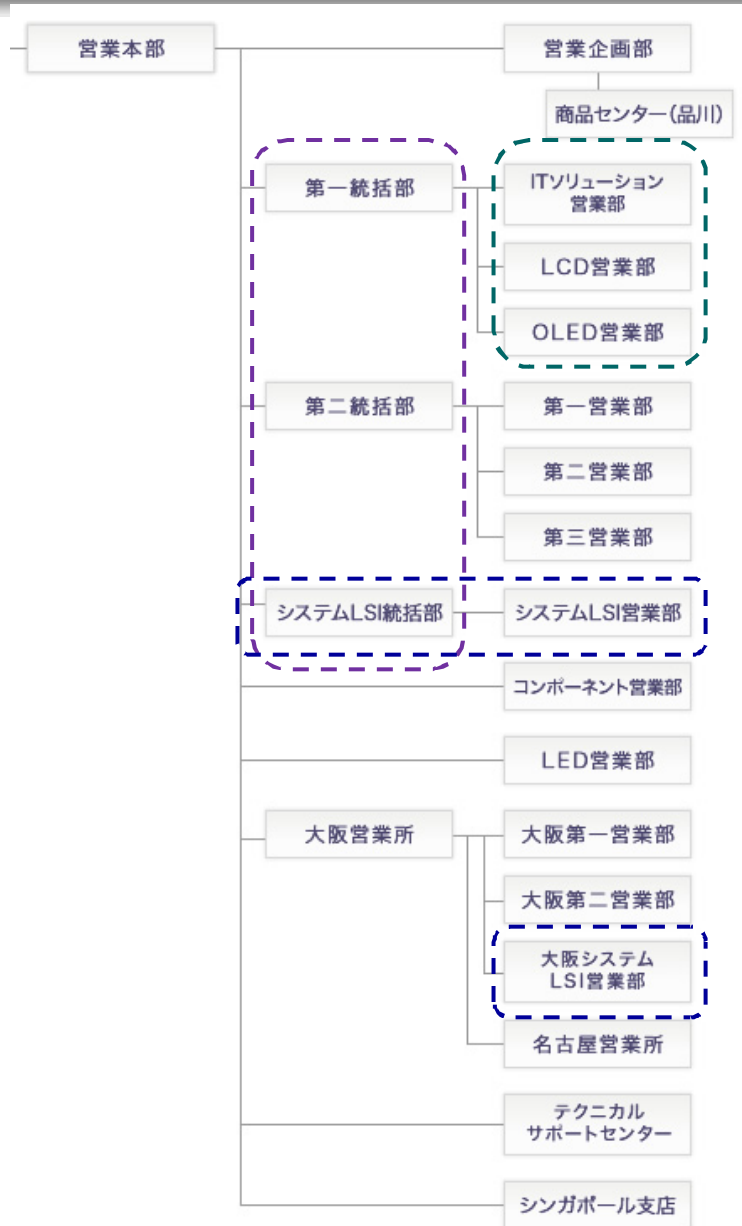 営業本部
営業企画部
商品センター(品川)
第一統括部
ITソリューション
営業部
LCD営業部
OLED営業部
第二統括部
第一営業部
第二営業部
第三営業部
システムLSI統括部
システムLSI営業部
コンポーネント営業部
LED営業部
大阪営業所
大阪第一営業部
大阪第二営業部
大阪システム
LSI営業部
名古屋営業所
テクニカル
サポートセンター
シンガポール支店